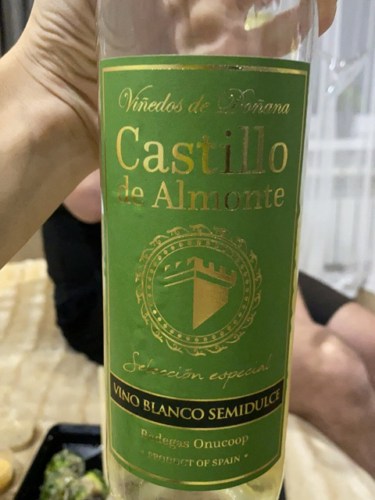 Viñedos de Doñana
Castillo
de Almonte
Selección especial
VINO BLANCO SEMIDULCE
Bodegas Onucoop
• PRODUCT OF SPAIN •